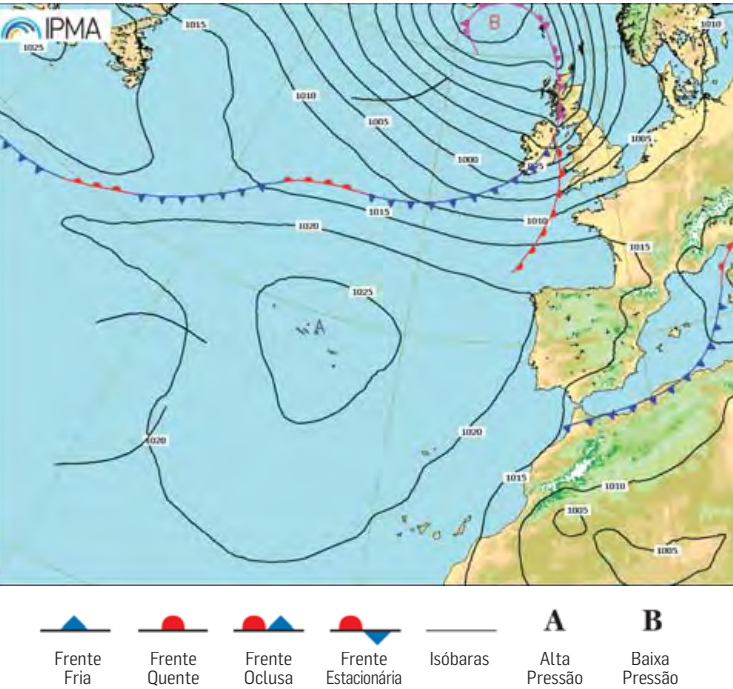 IPMA
1025
1015
1010
B
1010
1005
1005
1000
995
1015
1010
1020
1015
1025
A
1020
1020
1015
1010
1005
1005
A B
Frente Fria
Frente Quente
Frente Oclusa
Frente Estacionária
Isóbaras
Alta Pressão
Baixa Pressão